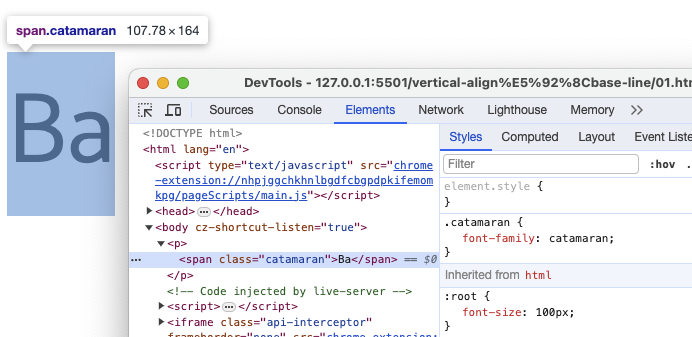 span.catamaran 107.78 × 164
Ba
DevTools - 127.0.0.1:5501/vertical-align%E5%92%8Cbase-line/01.htm
Sources Console Elements Network Lighthouse Memory
<!DOCTYPE html>
<html lang="en">
<script type="text/javascript" src="chrome
-extension://nhpjggchkhnlbgdfcbgpdpkifemom
kpg/pageScripts/main.js"></script>
<head>…</head>
<body cz-shortcut-listen="true">
<p>
<span class="catamaran">Ba</span> == $0
</p>
<!-- Code injected by live-server -->
<script>…</script>
<iframe class="api-interceptor"
frameborder="none" src="chrome-extension:
Styles Computed Layout Event Liste
Filter :hov .
element.style {
}
.catamaran {
font-family: catamaran;
}
Inherited from html
:root {
font-size: 100px;
}